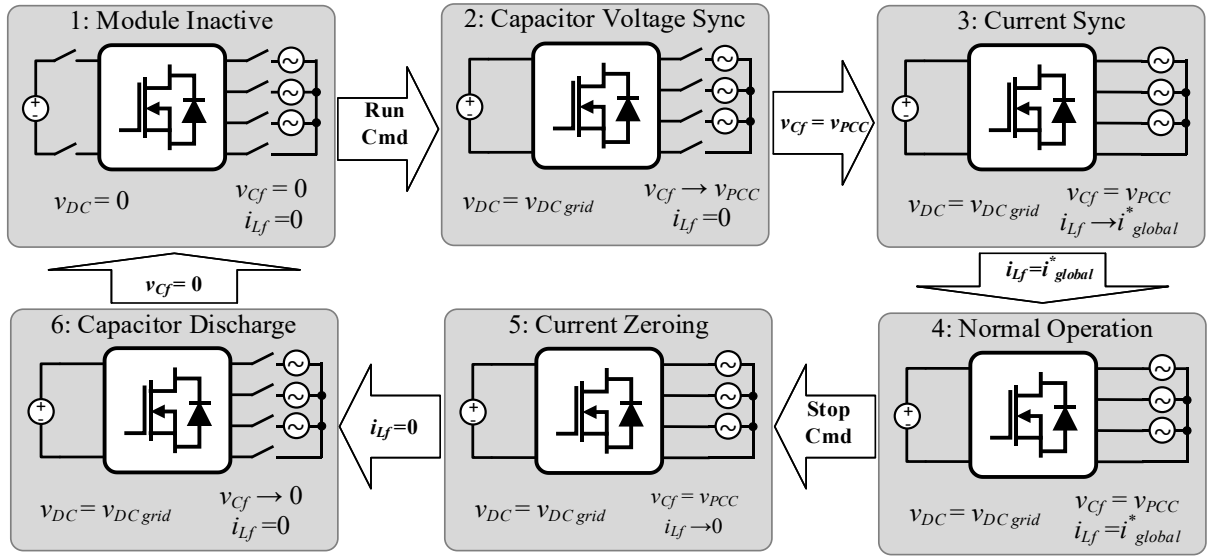 1: Module Inactive
v_DC = 0
v_Cf = 0
i_Lf =0
Run
Cmd
2: Capacitor Voltage Sync
v_DC = v_DC grid
v_Cf → v_PCC
i_Lf =0
v_Cf = v_PCC
3: Current Sync
v_DC = v_DC grid
v_Cf = v_PCC
i_Lf → i*_global
i_Lf = i*_global
4: Normal Operation
v_DC = v_DC grid
v_Cf = v_PCC
i_Lf = i*_global
Stop
Cmd
5: Current Zeroing
v_DC = v_DC grid
v_Cf = v_PCC
i_Lf → 0
i_Lf =0
6: Capacitor Discharge
v_DC = v_DC grid
v_Cf → 0
i_Lf =0
v_Cf = 0